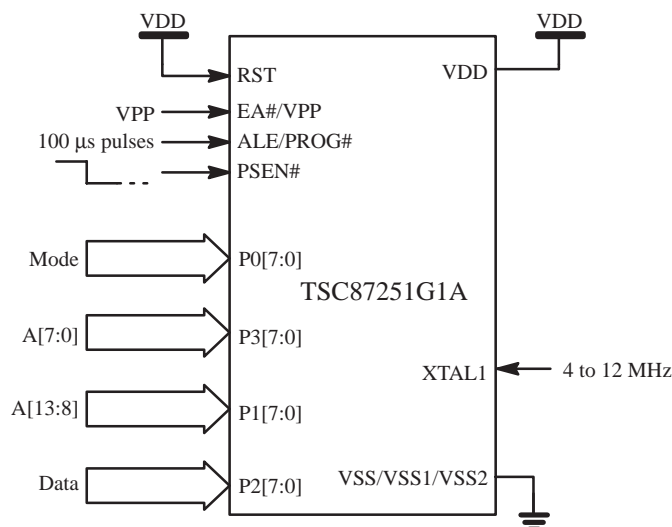 VDD
VDD
RST
VDD
VPP
EA#/VPP
100 μs pulses
ALE/PROG#
PSEN#
Mode
P0[7:0]
TSC87251G1A
A[7:0]
P3[7:0]
XTAL1
4 to 12 MHz
A[13:8]
P1[7:0]
VSS/VSS1/VSS2
Data
P2[7:0]